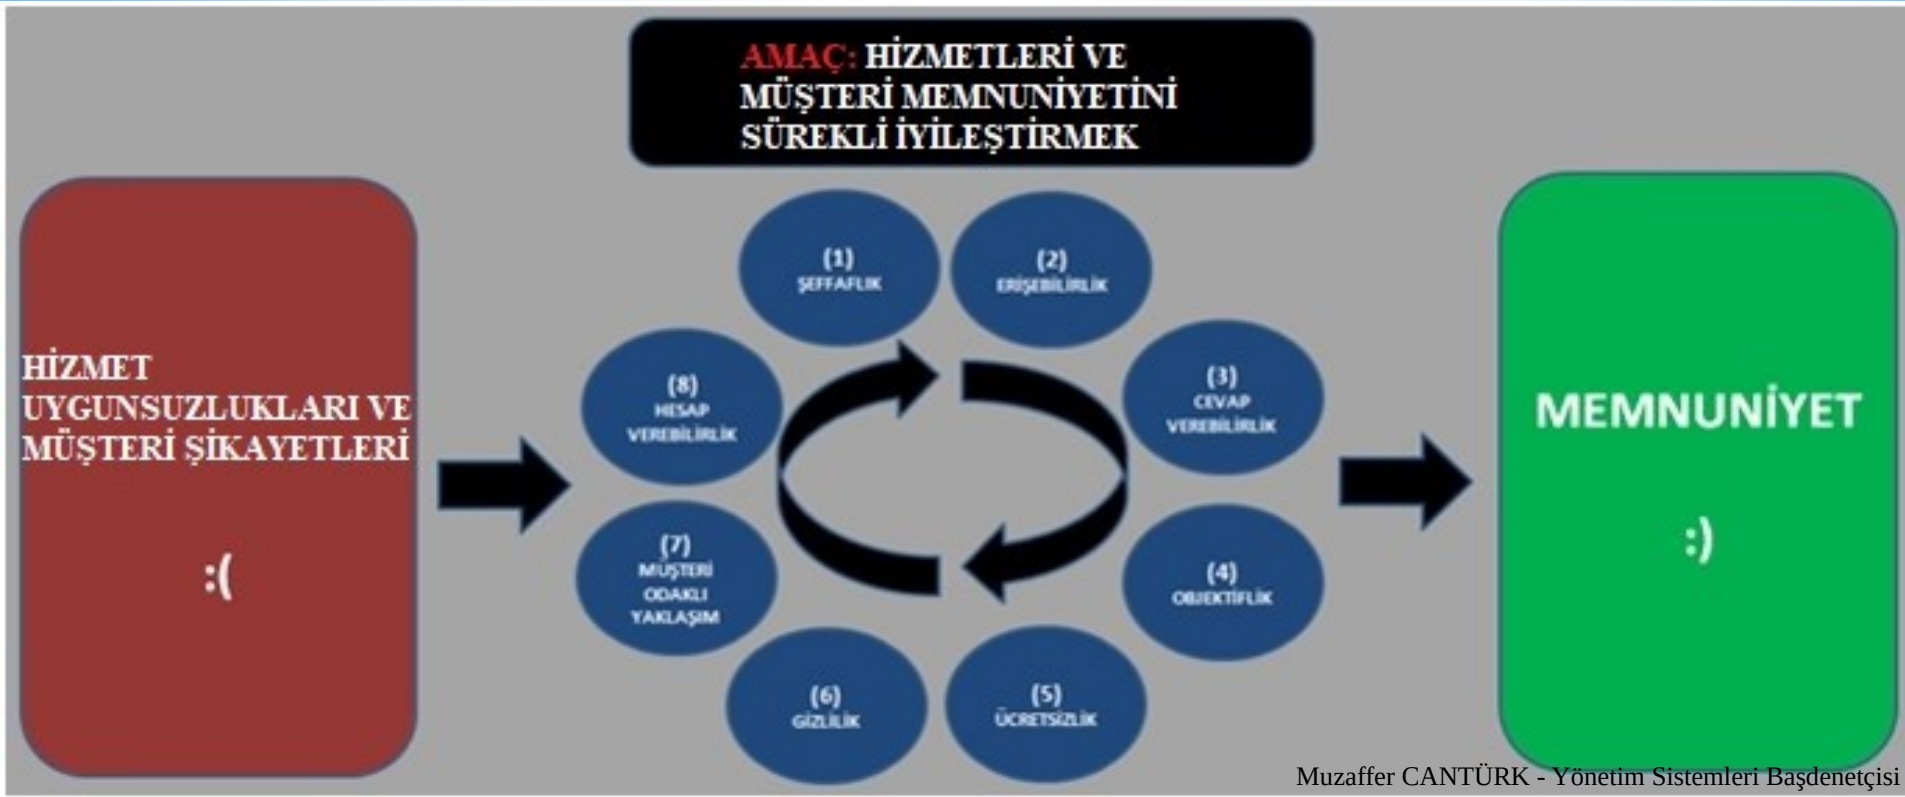 AMAÇ: HİZMETLERİ VE
MÜŞTERİ MEMNUNİYETİNİ
SÜREKLİ İYİLEŞTİRMEK
HİZMET
UYGUNSUZLUKLARI VE
MÜŞTERİ ŞİKAYETLERİ
:(
(1)
ŞEFFAFLIK
(2)
ERİŞEBİLİRLİK
(3)
CEVAP
VEREBİLİRLİK
(4)
OBJEKTİFLİK
(5)
ÜCRETSİZLİK
(6)
GİZLİLİK
(7)
MÜŞTERİ
ODAKLI
YAKLAŞIM
(8)
HESAP
VEREBİLİRLİK
MEMNUNİYET
:)
Muzaffer CANTÜRK - Yönetim Sistemleri Başdenetçisi